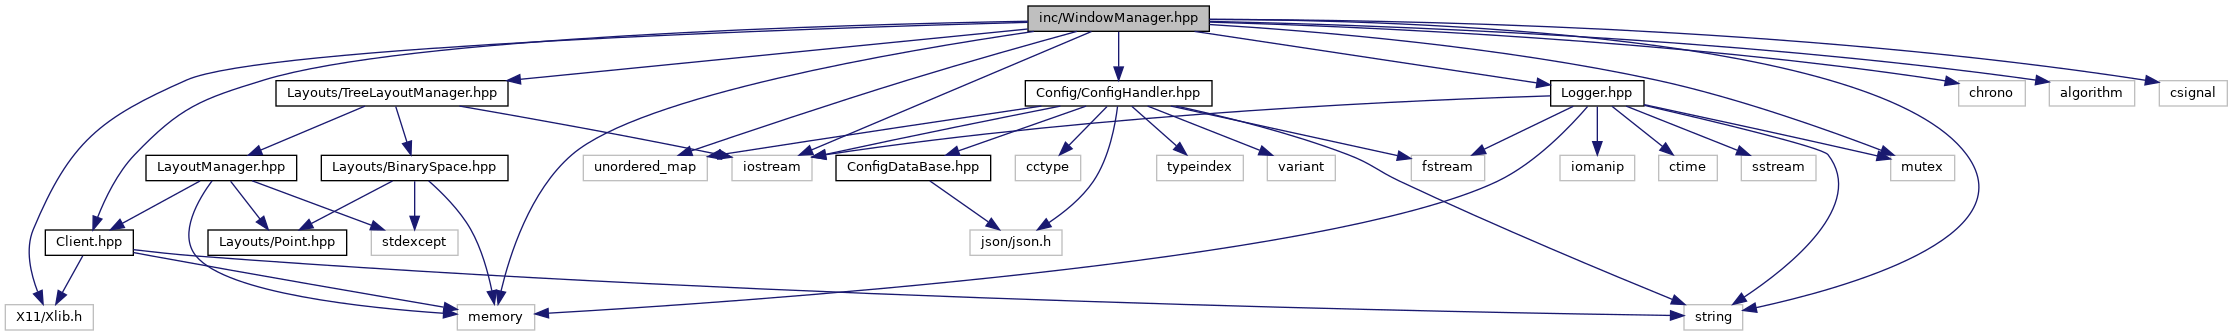 inc/WindowManager.hpp
Layouts/TreeLayoutManager.hpp
Config/ConfigHandler.hpp
Logger.hpp
chrono
algorithm
csignal
LayoutManager.hpp
Layouts/BinarySpace.hpp
unordered_map
iostream
ConfigDataBase.hpp
cctype
typeindex
variant
fstream
iomanip
ctime
sstream
mutex
Client.hpp
Layouts/Point.hpp
stdexcept
json/json.h
X11/Xlib.h
memory
string